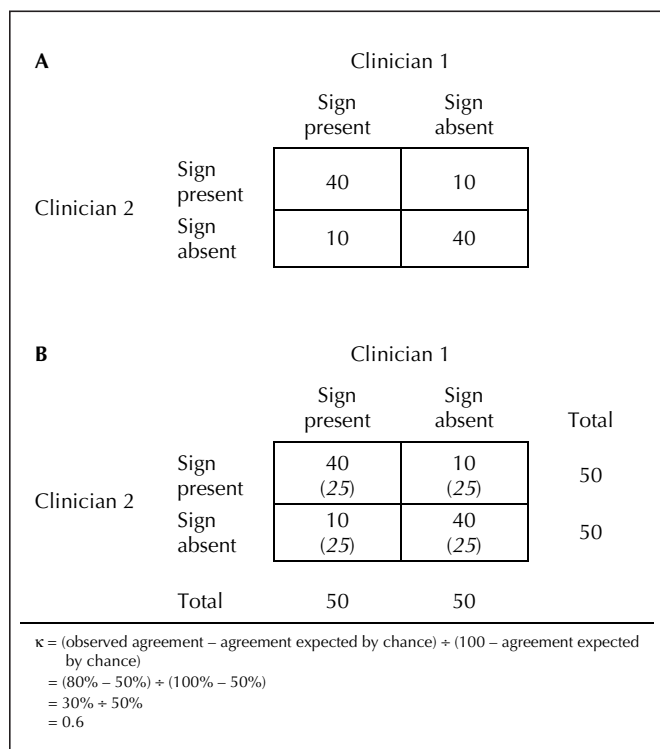 A
Clinician 1
Sign present
Sign absent
Clinician 2
Sign present
40
10
Sign absent
10
40
B
Clinician 1
Sign present
Sign absent
Total
Clinician 2
Sign present
40 (25)
10 (25)
50
Sign absent
10 (25)
40 (25)
50
Total
50
50
κ = (observed agreement – agreement expected by chance) ÷ (100 – agreement expected
by chance)
= (80% – 50%) ÷ (100% – 50%)
= 30% ÷ 50%
= 0.6